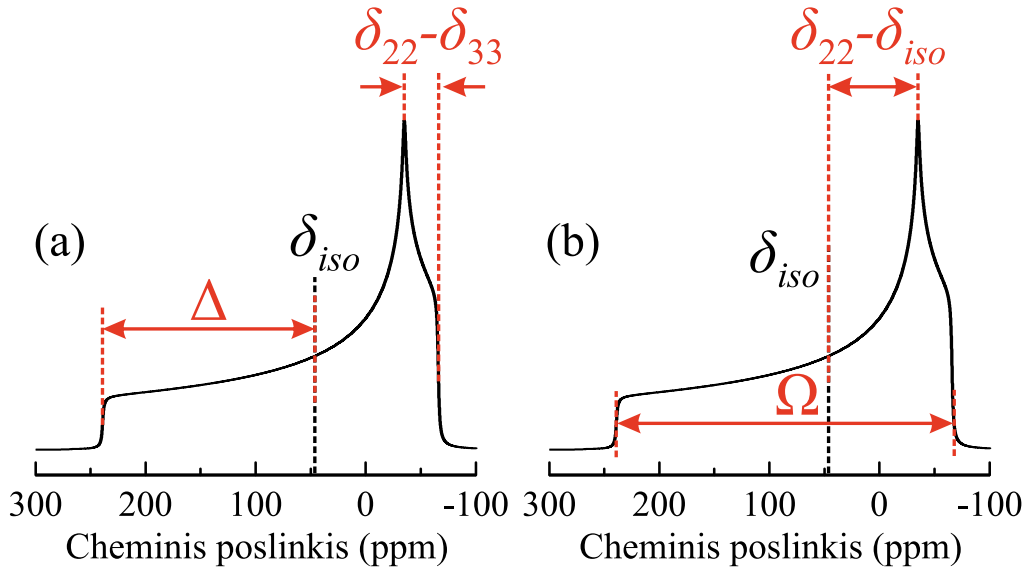 δ22-δ33
(a)
δiso
Δ
300 200 100 0 -100
Cheminis poslinkis (ppm)
δ22-δiso
(b)
δiso
Ω
300 200 100 0 -100
Cheminis poslinkis (ppm)